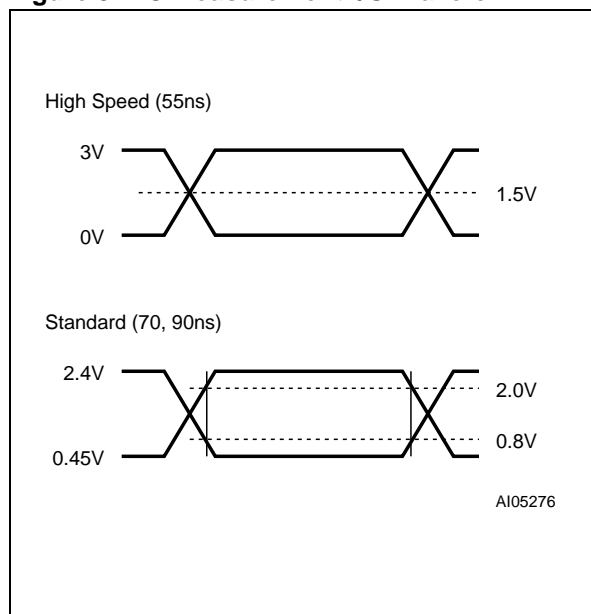 High Speed (55ns)
3V
1.5V
0V
Standard (70, 90ns)
2.4V
2.0V
0.8V
0.45V
AI05276